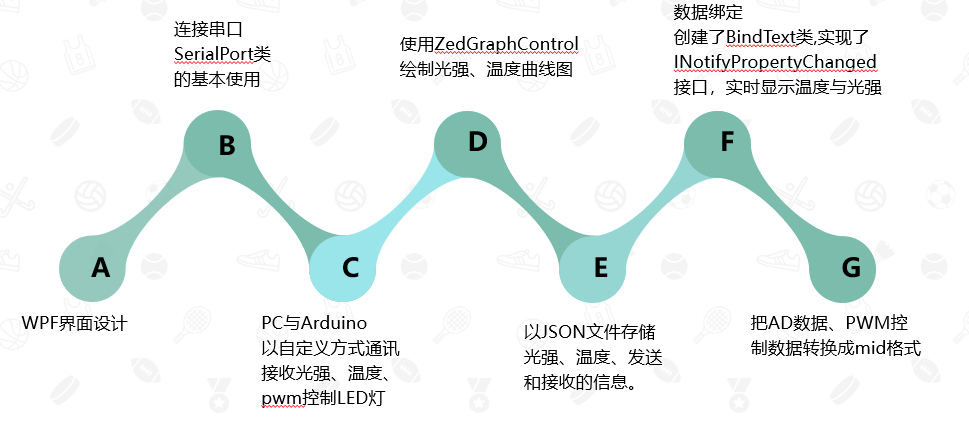 A
WPF界面设计
连接串口
SerialPort类
的基本使用
B
C
PC与Arduino
以自定义方式通讯
接收光强、温度、
pwm控制LED灯
使用ZedGraphControl
绘制光强、温度曲线图
D
E
以JSON文件存储
光强、温度、发送
和接收的信息。
数据绑定
创建了BindText类,实现了
INotifyPropertyChanged
接口，实时显示温度与光强
F
G
把AD数据、PWM控
制数据转换成mid格式